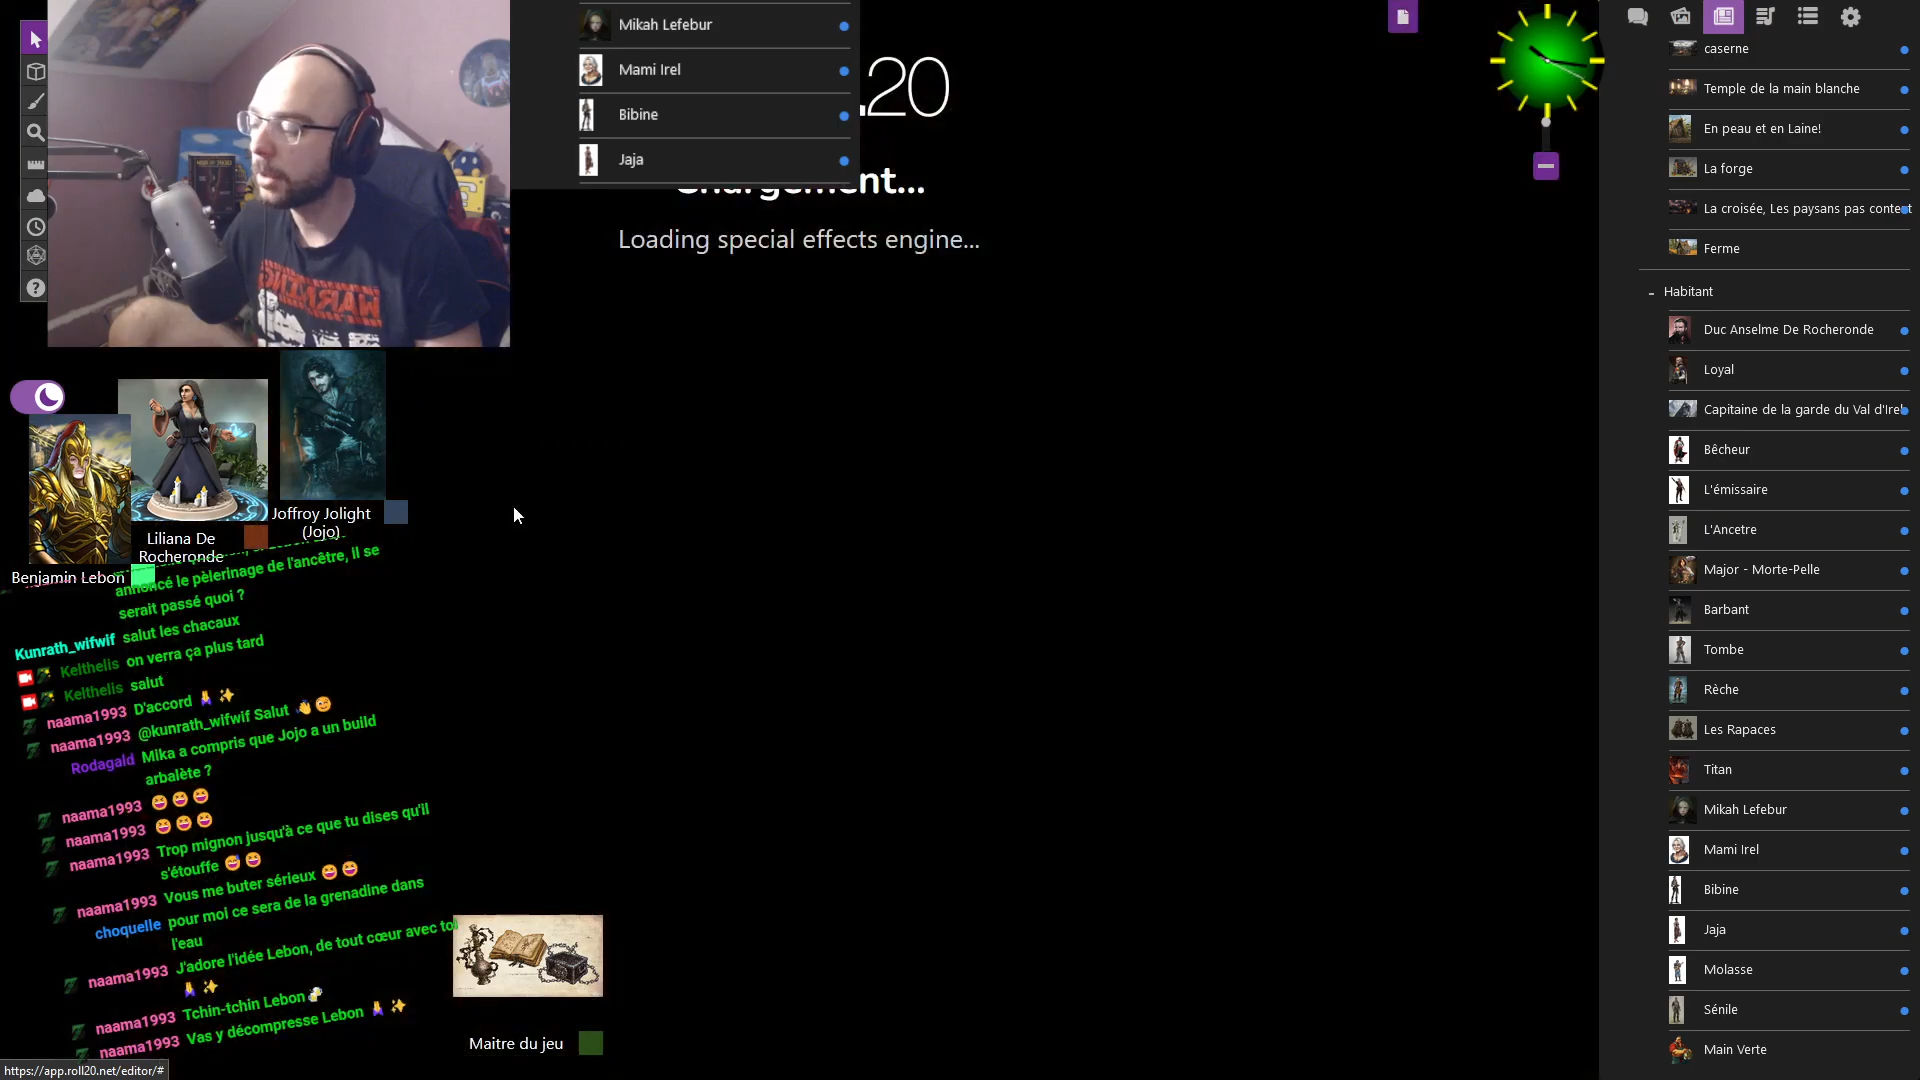 Mikah Lefebur
Mami Irel
Bibine
Jaja
20
Chargement...
Loading special effects engine...
caserne
Temple de la main blanche
En peau et en Laine!
La forge
La croisée, Les paysans pas content
Ferme
Habitant
Duc Anselme De Rocheronde
Loyal
Capitaine de la garde du Val d'Irel
Bêcheur
L'émissaire
L'Ancetre
Major - Morte-Pelle
Barbant
Tombe
Rèche
Les Rapaces
Titan
Mikah Lefebur
Mami Irel
Bibine
Jaja
Molasse
Sénile
Main Verte
Joffroy Jolight
(Jojo)
Liliana De
Rocheronde
Benjamin Lebon
annoncé le pèlerinage de l'ancêtre, il se
serait passé quoi ?
Kunrath_wifwif salut les chacaux
Kelthelis on verra ça plus tard
Kelthelis salut
naama1993 D'accord
naama1993 @kunrath_wifwif Salut
Rodagald Mika a compris que Jojo a un build
arbalète ?
naama1993
naama1993
naama1993 Trop mignon jusqu'à ce que tu dises qu'il
s'étouffe
naama1993 Vous me buter sérieux
choquelle pour moi ce sera de la grenadine dans
l'eau
naama1993 J'adore l'idée Lebon, de tout cœur avec toi
naama1993 Tchin-tchin Lebon
naama1993 Vas y décompresse Lebon
Maitre du jeu
https://app.roll20.net/editor/#